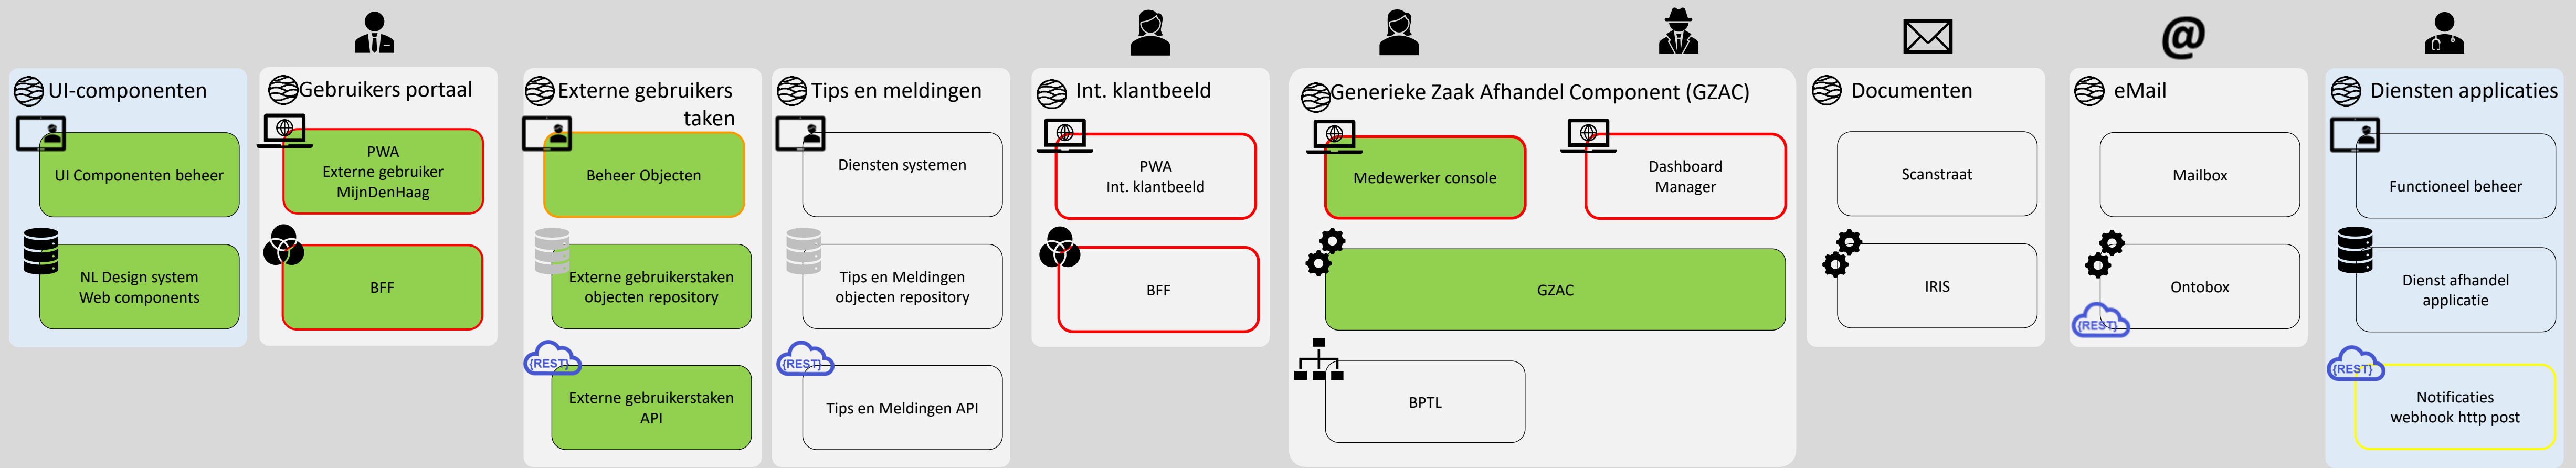 UI-componenten
UI Componenten beheer
NL Design system
Web components
Gebruikers portaal
PWA
Externe gebruiker
MijnDenHaag
BFF
Externe gebruikers
taken
Beheer Objecten
Externe gebruikerstaken
objecten repository
{REST}
Externe gebruikerstaken
API
Tips en meldingen
Diensten systemen
Tips en Meldingen
objecten repository
{REST}
Tips en Meldingen API
Int. klantbeeld
PWA
Int. klantbeeld
BFF
Generieke Zaak Afhandel Component (GZAC)
Medewerker console
Dashboard
Manager
GZAC
BPTL
Documenten
Scanstraat
IRIS
@
eMail
Mailbox
Ontobox
{REST}
Diensten applicaties
Functioneel beheer
Dienst afhandel
applicatie
{REST}
Notificaties
webhook http post